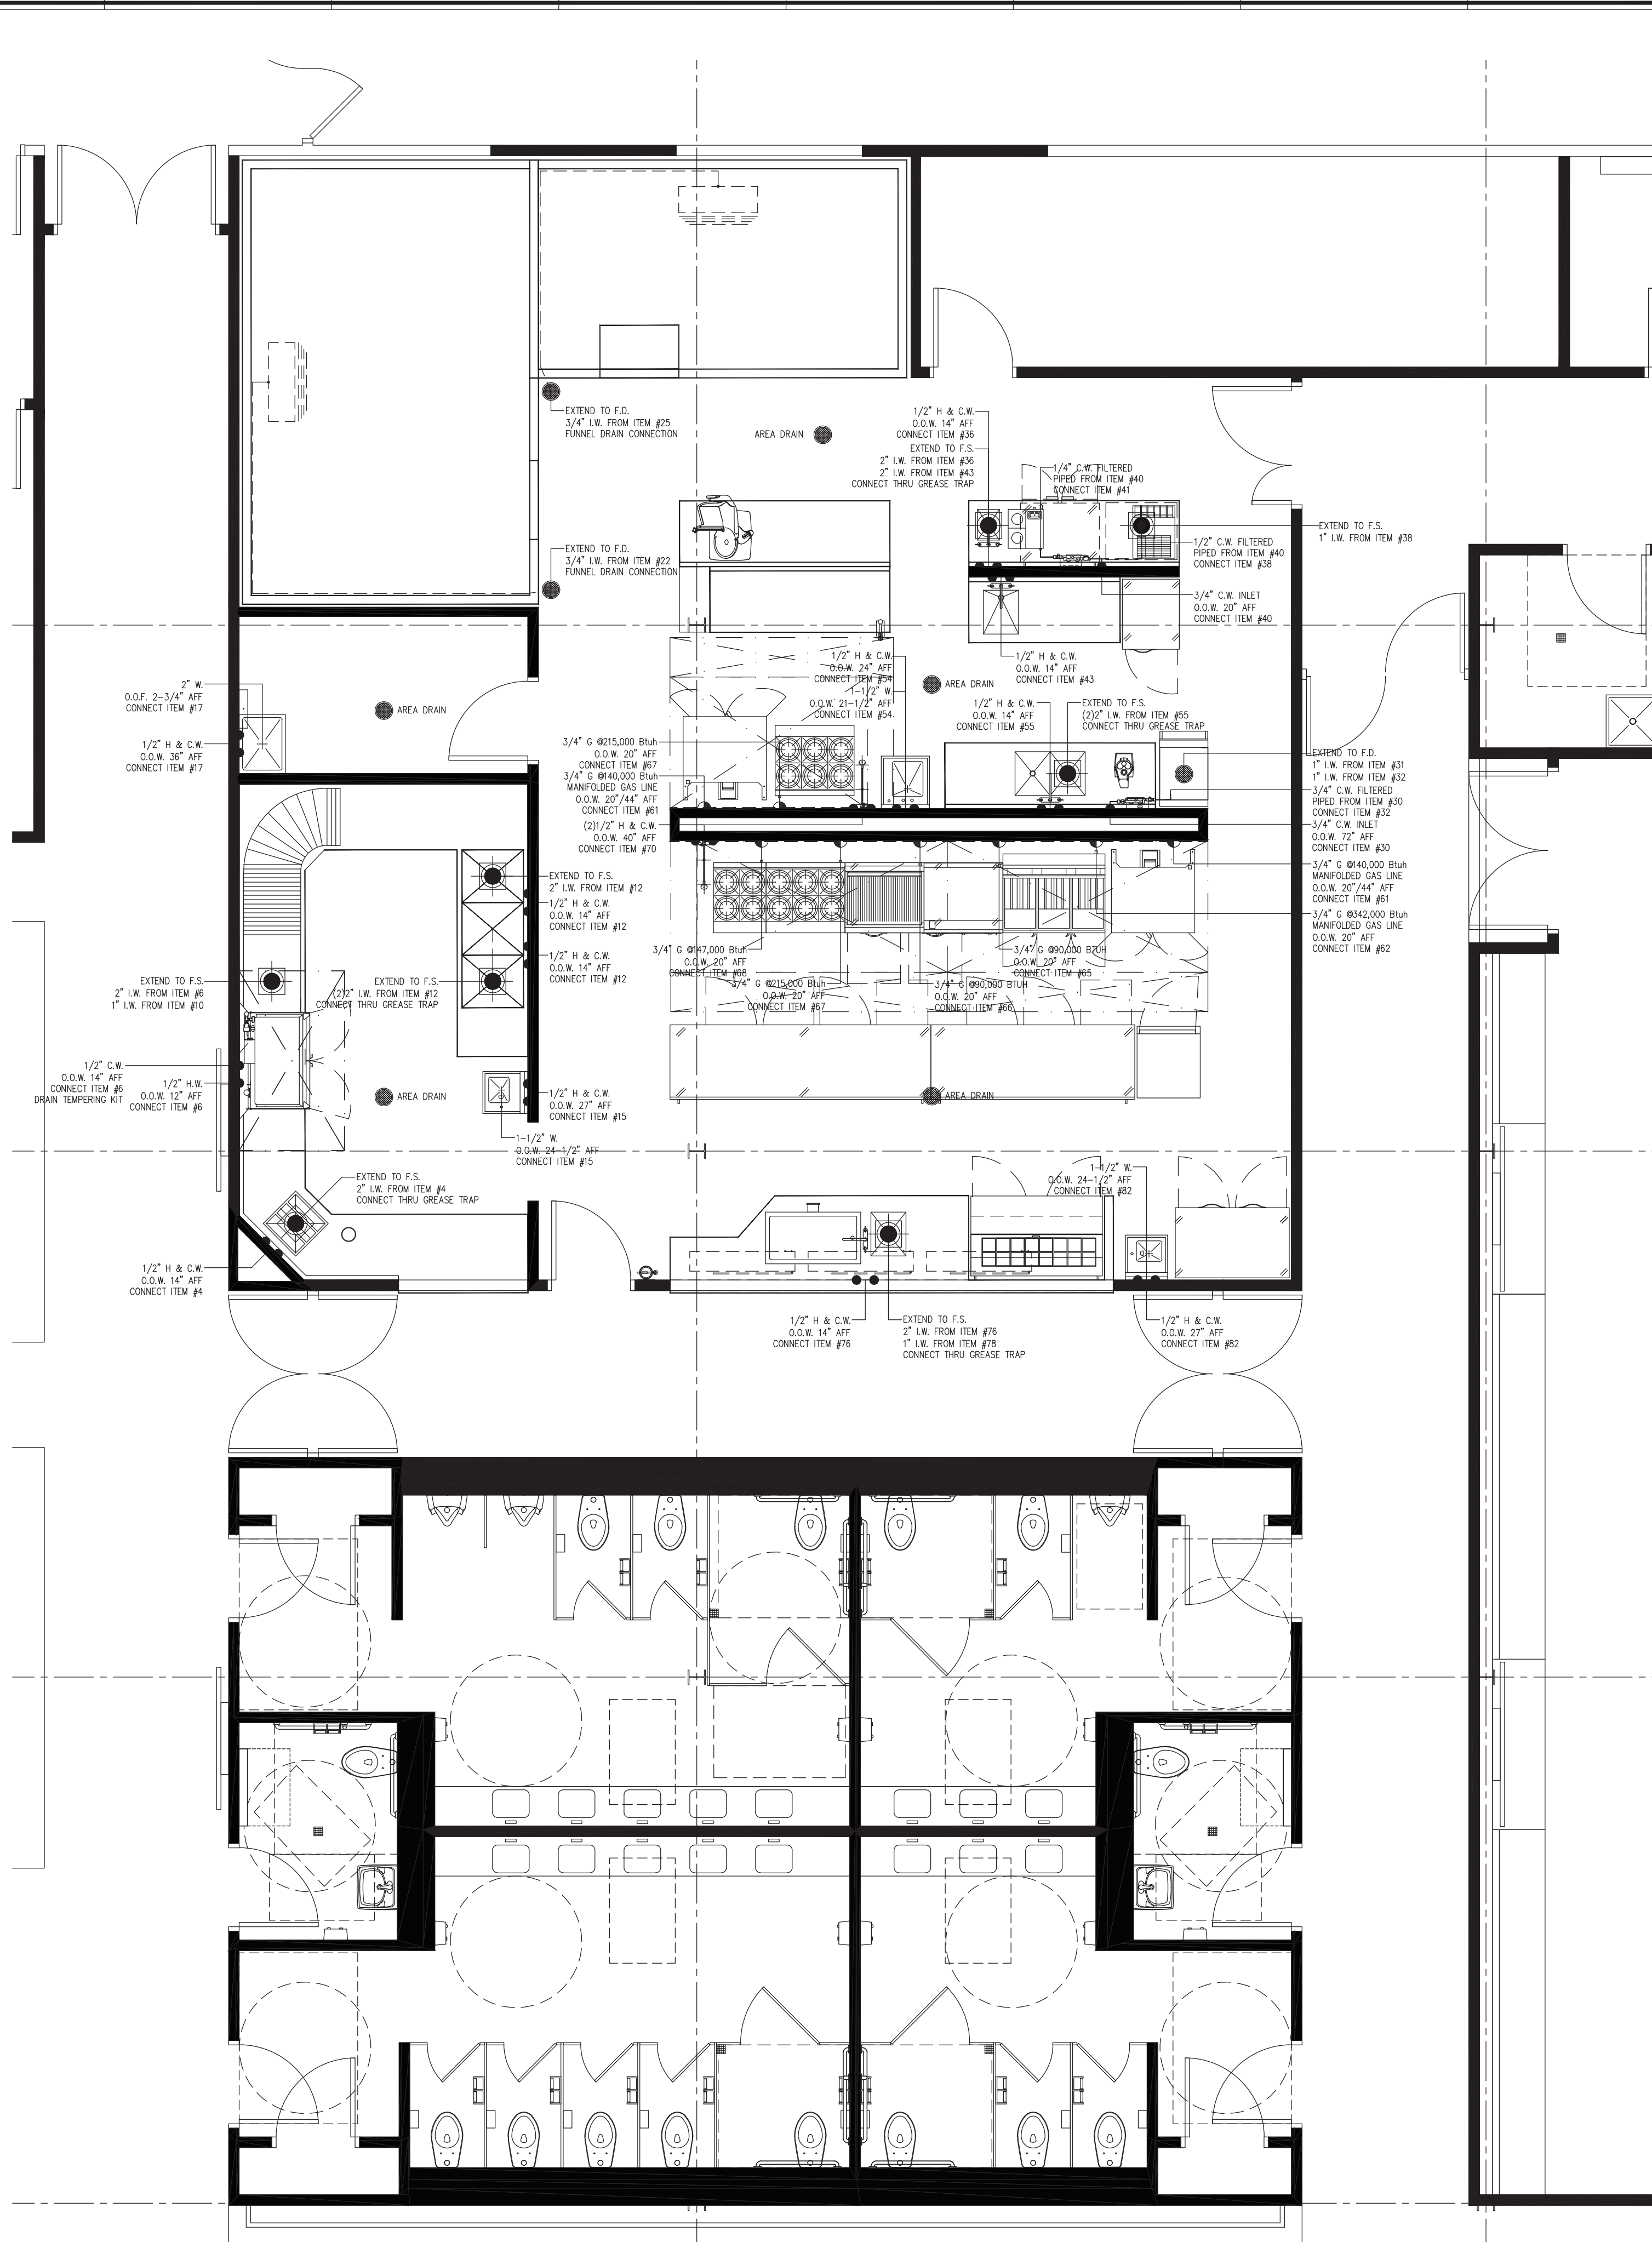 EXTEND TO F.D.
3/4" I.W. FROM ITEM #25
FUNNEL DRAIN CONNECTION
AREA DRAIN
1/2" H & C.W.
O.O.W. 14" AFF
CONNECT ITEM #36
EXTEND TO F.S.
2" I.W. FROM ITEM #36
2" I.W. FROM ITEM #43
CONNECT THRU GREASE TRAP
1/4" C.W. FILTERED
PIPED FROM ITEM #40
CONNECT ITEM #41
EXTEND TO F.S.
1" I.W. FROM ITEM #38
1/2" C.W. FILTERED
PIPED FROM ITEM #40
CONNECT ITEM #38
EXTEND TO F.D.
3/4" I.W. FROM ITEM #22
FUNNEL DRAIN CONNECTION
3/4" C.W. INLET
O.O.W. 20" AFF
CONNECT ITEM #40
1/2" H & C.W.
O.O.W. 24" AFF
CONNECT ITEM #54
1-1/2" W.
O.O.W. 21-1/2" AFF
CONNECT ITEM #54
1/2" H & C.W.
O.O.W. 14" AFF
CONNECT ITEM #43
AREA DRAIN
2" W.
O.O.F. 2-3/4" AFF
CONNECT ITEM #17
AREA DRAIN
1/2" H & C.W.
O.O.W. 14" AFF
CONNECT ITEM #55
EXTEND TO F.S.
(2)2" I.W. FROM ITEM #55
CONNECT THRU GREASE TRAP
1/2" H & C.W.
O.O.W. 36" AFF
CONNECT ITEM #17
3/4" G @215,000 Btuh
O.O.W. 20" AFF
CONNECT ITEM #67
3/4" G @140,000 Btuh
MANIFOLDED GAS LINE
O.O.W. 20"/44" AFF
CONNECT ITEM #61
(2)1/2" H & C.W.
O.O.W. 40" AFF
CONNECT ITEM #70
EXTEND TO F.D.
1" I.W. FROM ITEM #31
1" I.W. FROM ITEM #32
3/4" C.W. FILTERED
PIPED FROM ITEM #30
CONNECT ITEM #32
3/4" C.W. INLET
O.O.W. 72" AFF
CONNECT ITEM #30
3/4" G @140,000 Btuh
MANIFOLDED GAS LINE
O.O.W. 20"/44" AFF
CONNECT ITEM #61
3/4" G @342,000 Btuh
MANIFOLDED GAS LINE
O.O.W. 20" AFF
CONNECT ITEM #62
EXTEND TO F.S.
2" I.W. FROM ITEM #12
1/2" H & C.W.
O.O.W. 14" AFF
CONNECT ITEM #12
1/2" H & C.W.
O.O.W. 14" AFF
CONNECT ITEM #12
3/4" G @147,000 Btuh
O.O.W. 20" AFF
CONNECT ITEM #68
3/4" G @215,000 BTUH
O.O.W. 20" AFF
CONNECT ITEM #67
3/4" G @90,000 BTUH
O.O.W. 20" AFF
CONNECT ITEM #65
3/4" G @90,000 BTUH
O.O.W. 20" AFF
CONNECT ITEM #66
EXTEND TO F.S.
2" I.W. FROM ITEM #6
1" I.W. FROM ITEM #10
EXTEND TO F.S.
(2)2" I.W. FROM ITEM #12
CONNECT THRU GREASE TRAP
1/2" C.W.
O.O.W. 14" AFF
CONNECT ITEM #6
DRAIN TEMPERING KIT
1/2" H.W.
O.O.W. 12" AFF
CONNECT ITEM #6
AREA DRAIN
1/2" H & C.W.
O.O.W. 27" AFF
CONNECT ITEM #15
AREA DRAIN
1-1/2" W.
O.O.W. 24-1/2" AFF
CONNECT ITEM #15
EXTEND TO F.S.
2" I.W. FROM ITEM #4
CONNECT THRU GREASE TRAP
1-1/2" W.
O.O.W. 24-1/2" AFF
CONNECT ITEM #82
1/2" H & C.W.
O.O.W. 14" AFF
CONNECT ITEM #4
1/2" H & C.W.
O.O.W. 14" AFF
CONNECT ITEM #76
EXTEND TO F.S.
2" I.W. FROM ITEM #76
1" I.W. FROM ITEM #78
CONNECT THRU GREASE TRAP
1/2" H & C.W.
O.O.W. 27" AFF
CONNECT ITEM #82